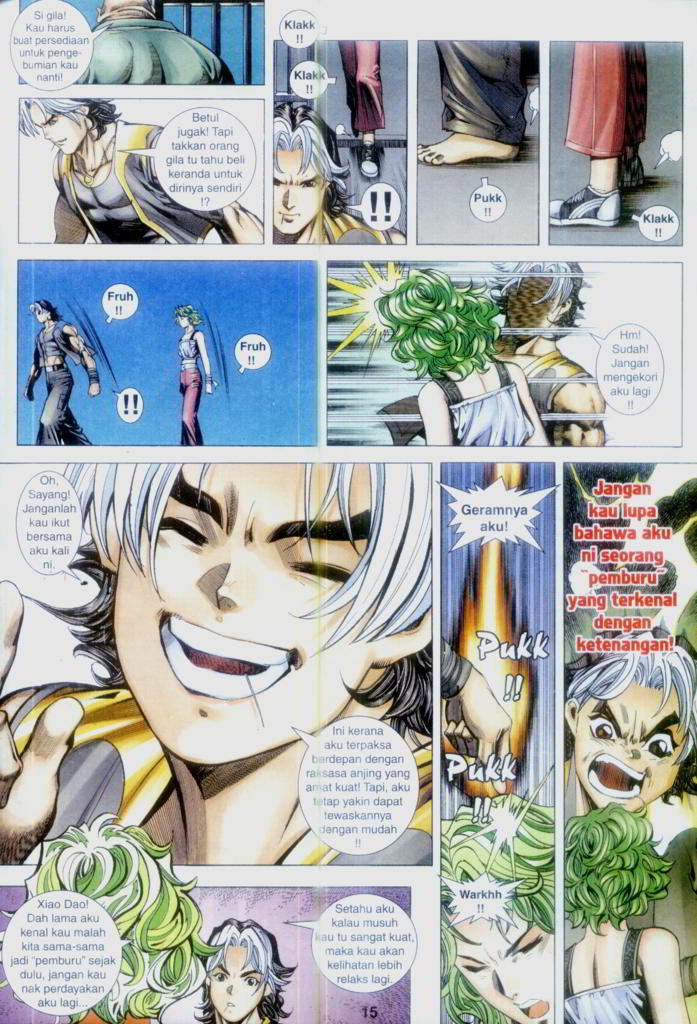 Si gila!
Kau harus
buat persediaan
untuk penge-
bumian kau
nanti!
Betul
jugak! Tapi
takkan orang
gila tu tahu beli
keranda untuk
dirinya sendiri
!?
Klakk
!!
Klakk
!!
!!
Pukk
!!
Klakk
!!
Fruh
!!
!!
Fruh
!!
Hm!
Sudah!
Jangan
mengekori
aku lagi
!!
Oh,
Sayang!
Janganlah
kau ikut
bersama
aku kali
ni.
Ini kerana
aku terpaksa
berdepan dengan
raksasa anjing yang
amat kuat! Tapi, aku
tetap yakin dapat
tewaskannya
dengan mudah
!!
Geramnya
aku!
Pukk
!!
Pukk
!!
Warkhh
!!
Jangan
kau lupa
bahawa aku
ni seorang
"pemburu"
yang terkenal
dengan
ketenangan!
Xiao Dao!
Dah lama aku
kenal kau malah
kita sama-sama
jadi "pemburu" sejak
dulu, jangan kau
nak perdayakan
aku lagi...
Setahu aku
kalau musuh
kau tu sangat kuat,
maka kau akan
kelihatan lebih
relaks lagi.
15